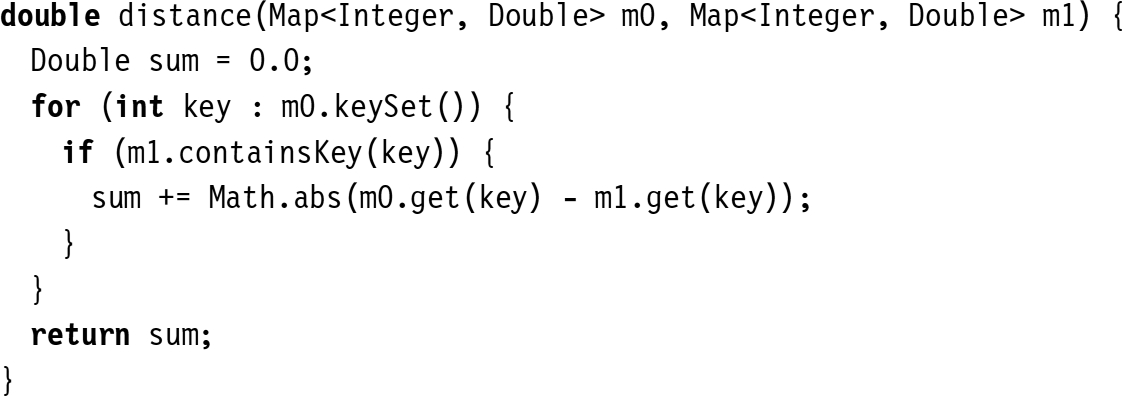 double distance(Map<Integer, Double> m0, Map<Integer, Double> m1) {
  Double sum = 0.0;
  for (int key : m0.keySet()) {
    if (m1.containsKey(key)) {
      sum += Math.abs(m0.get(key) - m1.get(key));
    }
  }
  return sum;
}